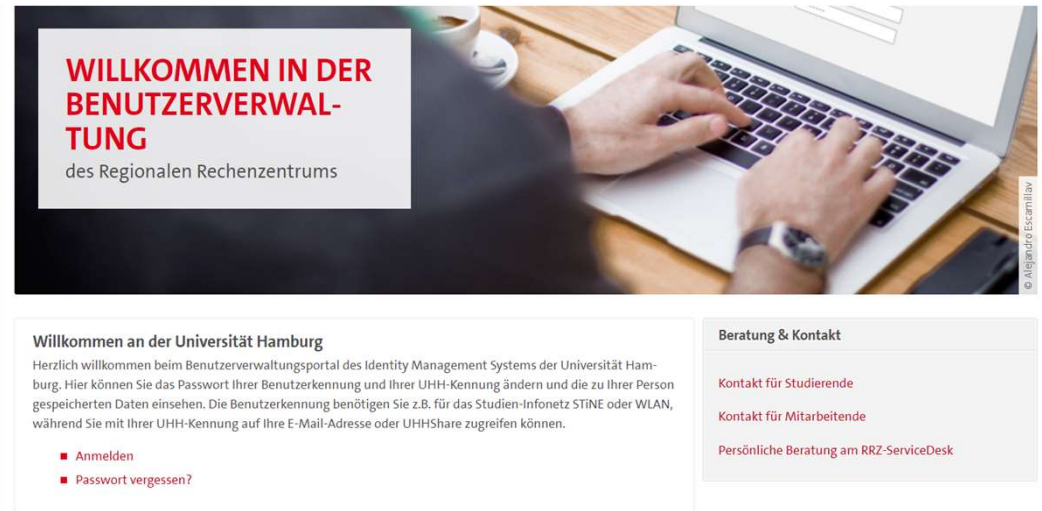 WILLKOMMEN IN DER
BENUTZERVERWAL-
TUNG
des Regionalen Rechenzentrums
© Alejandro Escamillav
Willkommen an der Universität Hamburg
Herzlich willkommen beim Benutzerverwaltungsportal des Identity Management Systems der Universität Ham-
burg. Hier können Sie das Passwort Ihrer Benutzerkennung und Ihrer UHH-Kennung ändern und die zu Ihrer Person
gespeicherten Daten einsehen. Die Benutzerkennung benötigen Sie z.B. für das Studien-Infonetz STiNE oder WLAN,
während Sie mit Ihrer UHH-Kennung auf Ihre E-Mail-Adresse oder UHHShare zugreifen können.
Anmelden
Passwort vergessen?
Beratung & Kontakt
Kontakt für Studierende
Kontakt für Mitarbeitende
Persönliche Beratung am RRZ-ServiceDesk